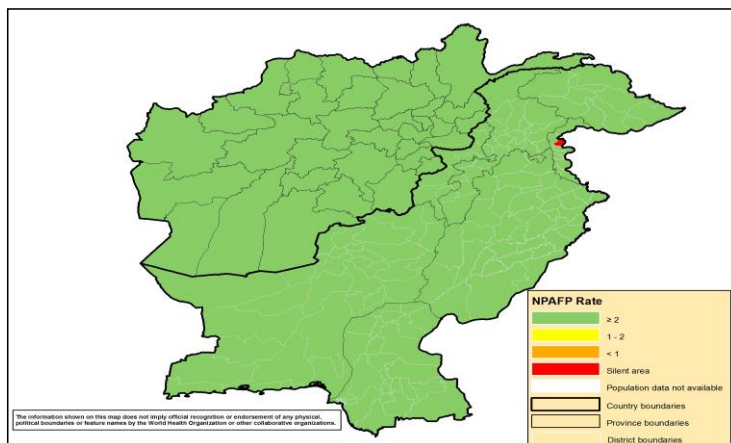 NPAFP Rate
≥ 2
1 - 2
< 1
Silent area
Population data not available
Country boundaries
Province boundaries
District boundaries
The information shown on this map does not imply official recognition or endorsement of any physical,
political boundaries or feature names by the World Health Organization or other collaborative organizations.